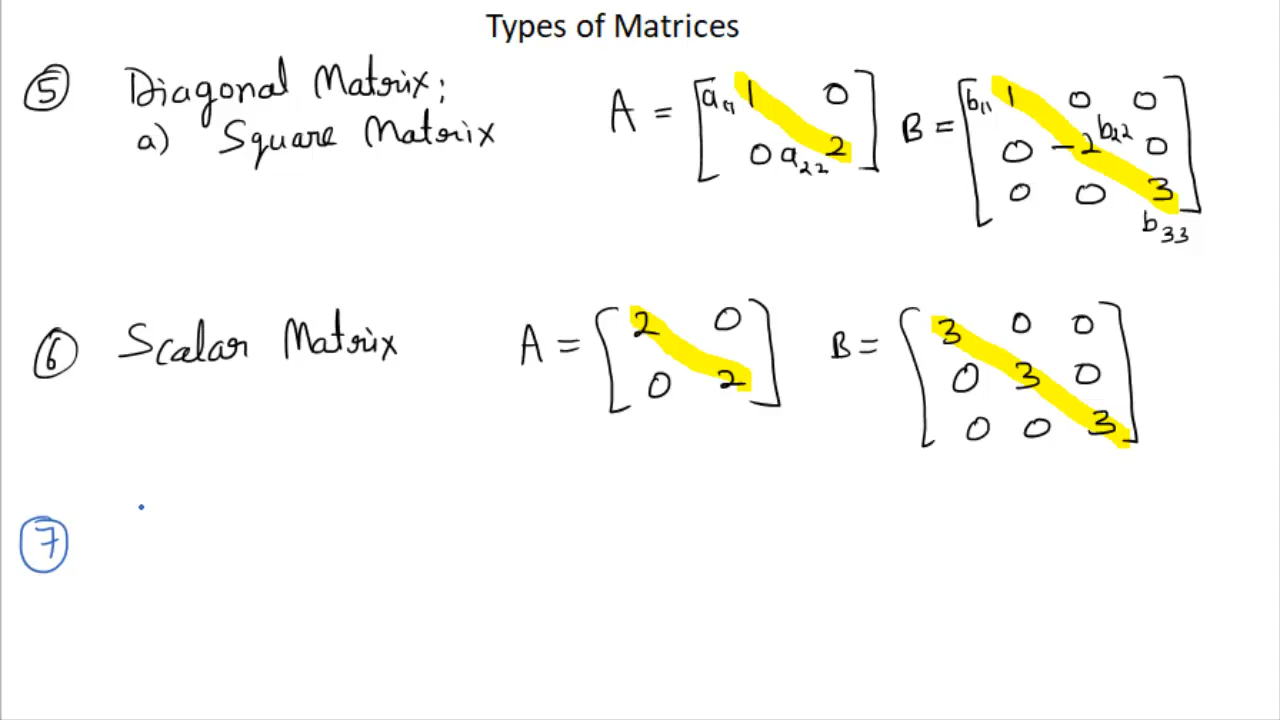 Types of Matrices
⑤ Diagonal Matrix;
a) Square Matrix
A = [a₁₁ 1 0
0 a₂₂ 2]
B = [b₁₁ 1 0 0
0 -2 b₂₂ 0
0 0 3
b₃₃]
⑥ Scalar Matrix
A = [2 0
0 2]
B = [3 0 0
0 3 0
0 0 3]
⑦